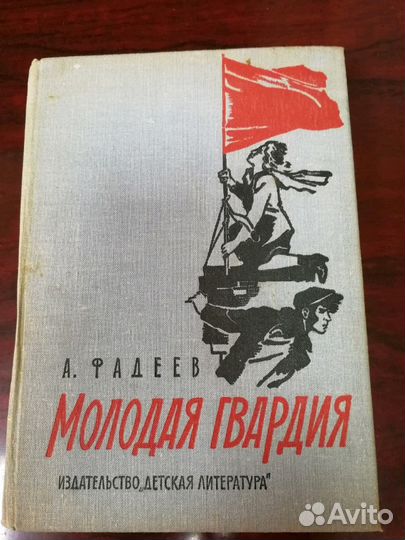 А. ФАДЕЕВ
МОЛОДАЯ ГВАРДИЯ
ИЗДАТЕЛЬСТВО „ДЕТСКАЯ ЛИТЕРАТУРА"
Avito